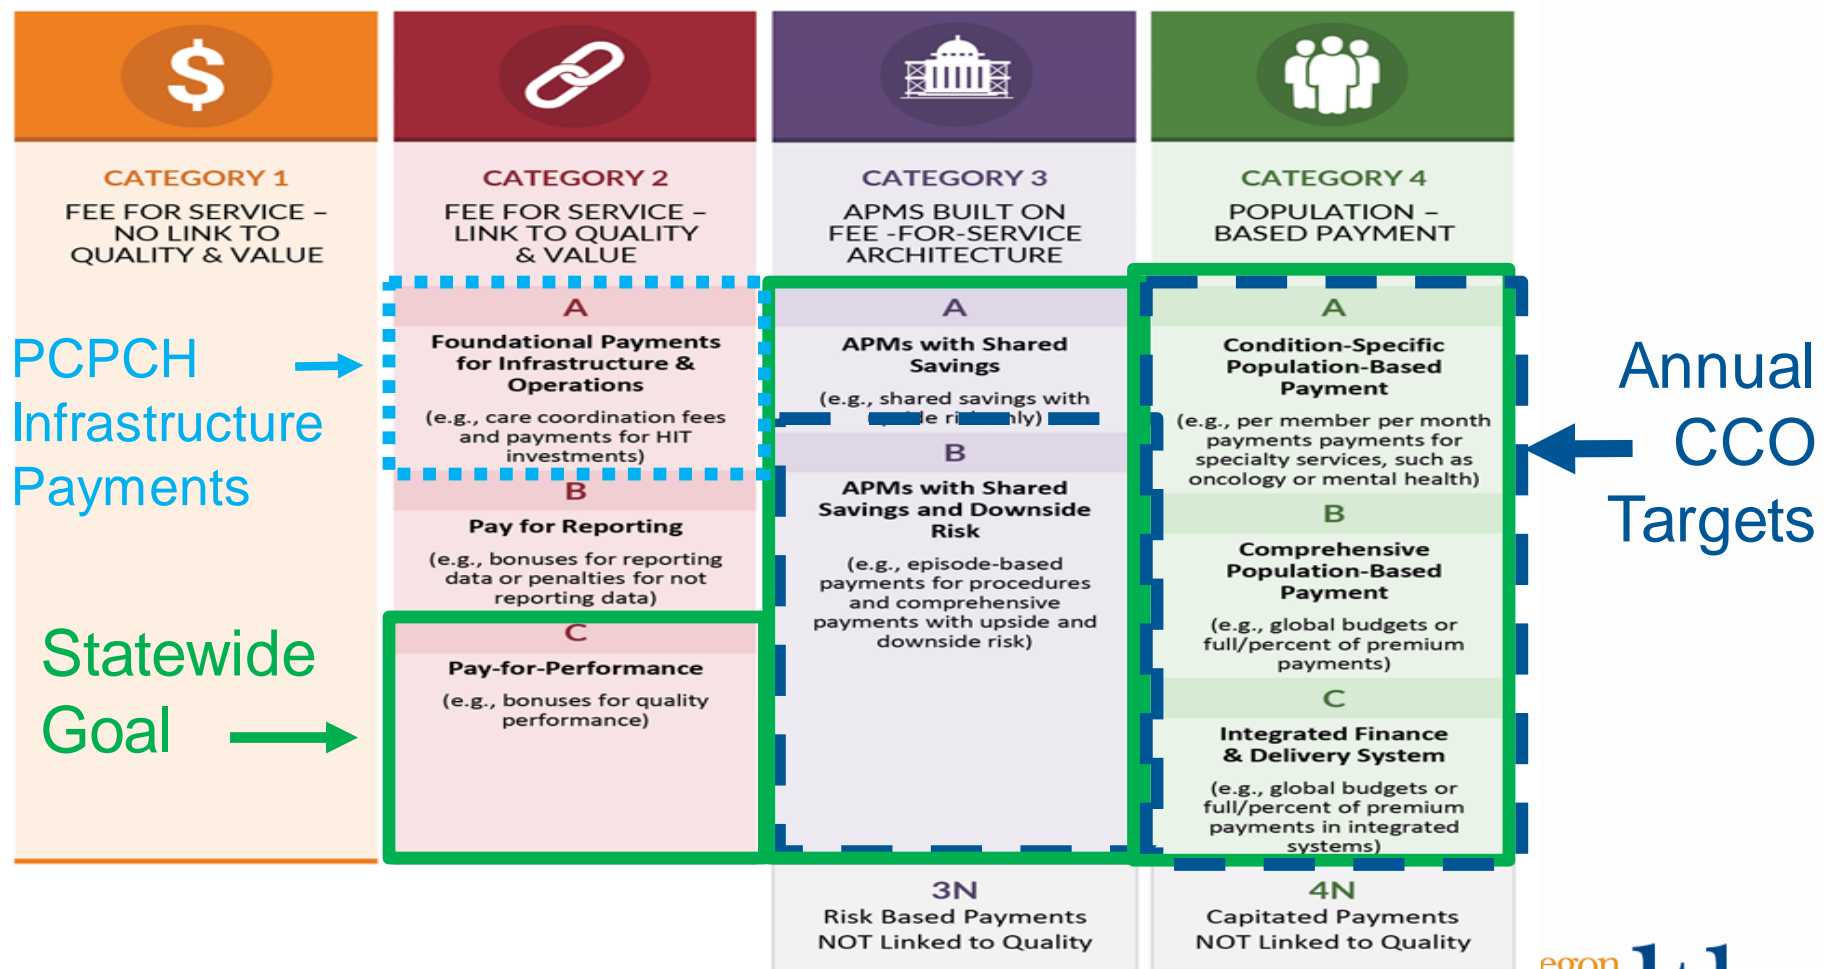 $
CATEGORY 1
FEE FOR SERVICE –
NO LINK TO
QUALITY & VALUE
CATEGORY 2
FEE FOR SERVICE –
LINK TO QUALITY
& VALUE
A
Foundational Payments
for Infrastructure &
Operations
(e.g., care coordination fees
and payments for HIT
investments)
B
Pay for Reporting
(e.g., bonuses for reporting
data or penalties for not
reporting data)
C
Pay-for-Performance
(e.g., bonuses for quality
performance)
CATEGORY 3
APMS BUILT ON
FEE -FOR-SERVICE
ARCHITECTURE
A
APMs with Shared
Savings
(e.g., shared savings with
B
APMs with Shared
Savings and Downside
Risk
(e.g., episode-based
payments for procedures
and comprehensive
payments with upside and
downside risk)
3N
Risk Based Payments
NOT Linked to Quality
CATEGORY 4
POPULATION –
BASED PAYMENT
A
Condition-Specific
Population-Based
Payment
(e.g., per member per month
payments payments for
specialty services, such as
oncology or mental health)
B
Comprehensive
Population-Based
Payment
(e.g., global budgets or
full/percent of premium
payments)
C
Integrated Finance
& Delivery System
(e.g., global budgets or
full/percent of premium
payments in integrated
systems)
4N
Capitated Payments
NOT Linked to Quality
PCPCH
Infrastructure
Payments
Statewide
Goal
Annual
CCO
Targets